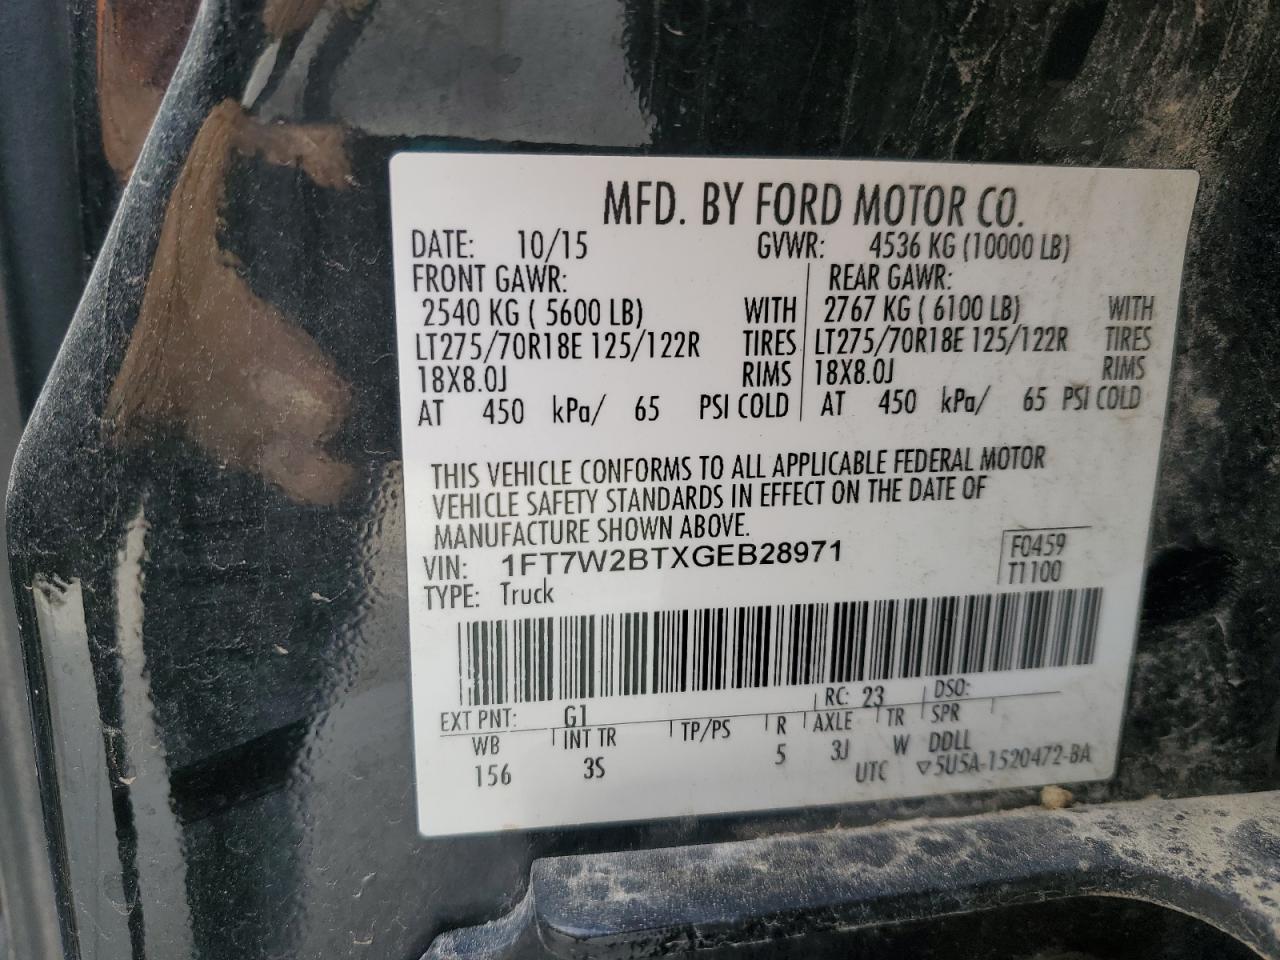 MFD. BY FORD MOTOR CO.
DATE: 10/15 GVWR: 4536 KG (10000 LB)
FRONT GAWR: REAR GAWR:
2540 KG ( 5600 LB) WITH 2767 KG ( 6100 LB) WITH
LT275/70R18E 125/122R TIRES LT275/70R18E 125/122R TIRES
18X8.0J RIMS 18X8.0J RIMS
AT 450 kPa/ 65 PSI COLD AT 450 kPa/ 65 PSI COLD
THIS VEHICLE CONFORMS TO ALL APPLICABLE FEDERAL MOTOR
VEHICLE SAFETY STANDARDS IN EFFECT ON THE DATE OF
MANUFACTURE SHOWN ABOVE.
VIN: 1FT7W2BTXGEB28971 F0459
TYPE: Truck T1100
EXT PNT: G1 RC: 23 DSO:
WB INT TR TP/PS R AXLE TR SPR
156 3S 5 3J W DDLL
UTC ▽5U5A-1520472-BA